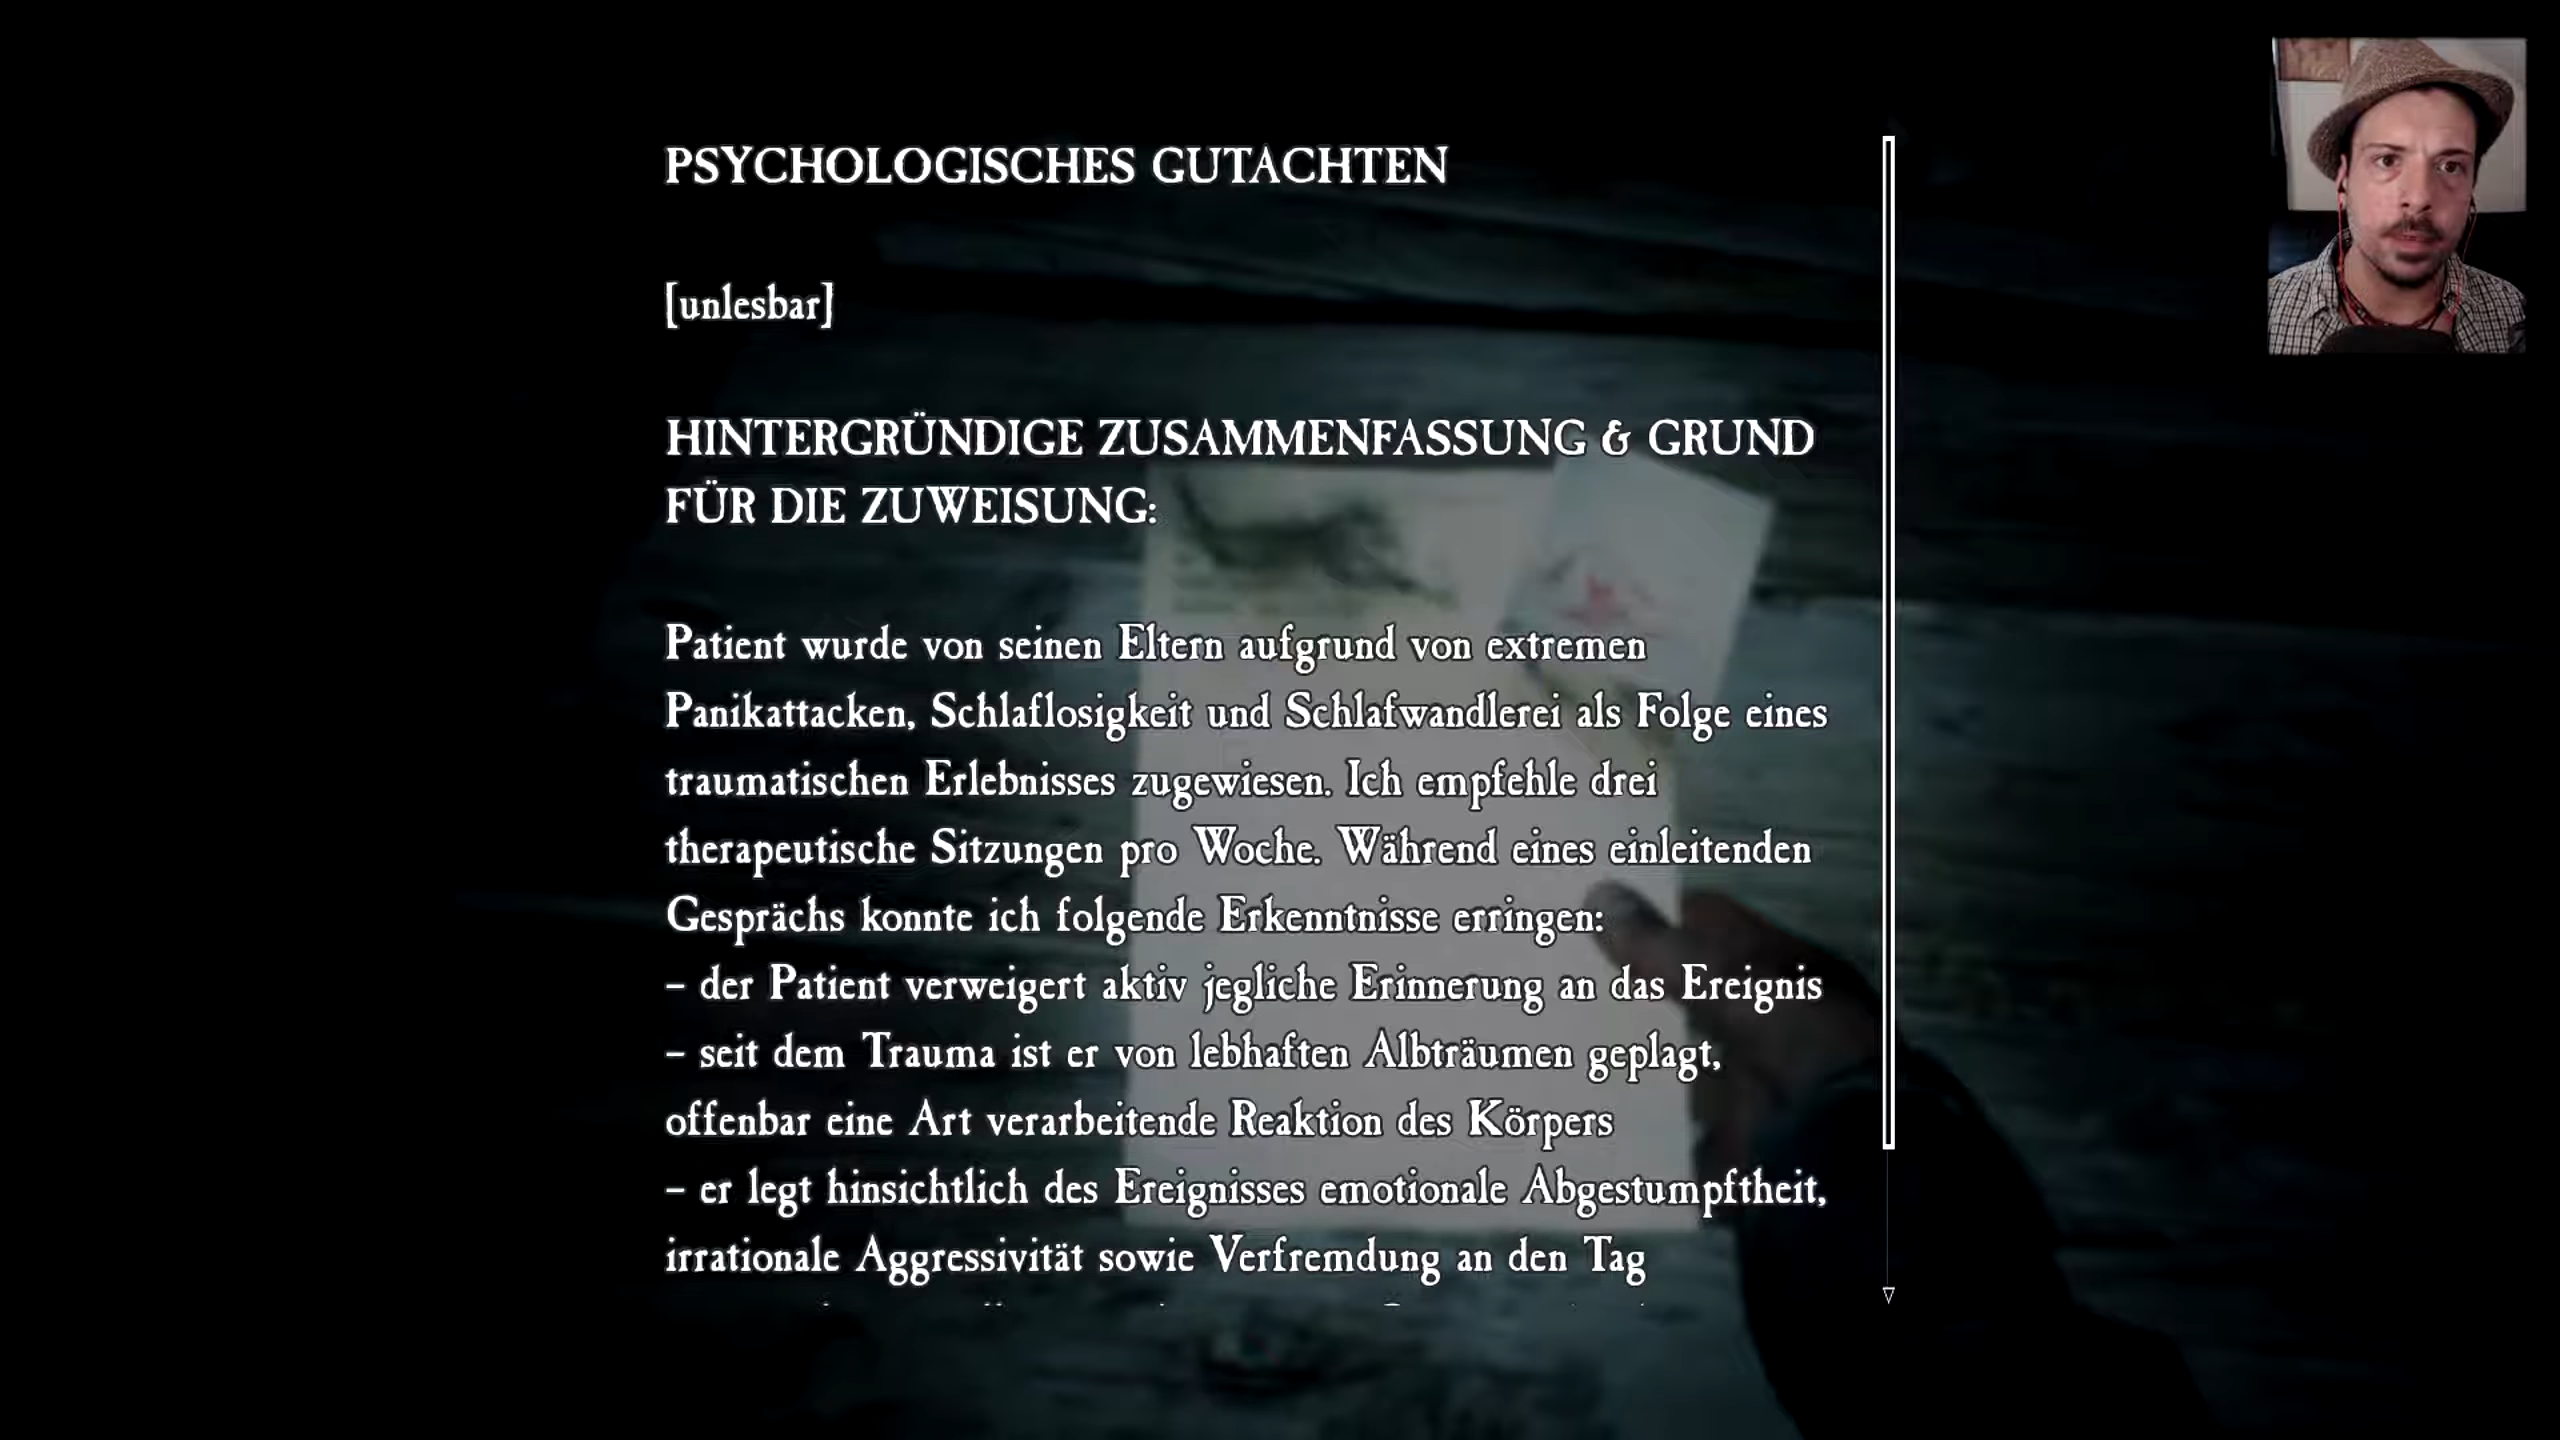 PSYCHOLOGISCHES GUTACHTEN
[unlesbar]
HINTERGRÜNDIGE ZUSAMMENFASSUNG & GRUND
FÜR DIE ZUWEISUNG:
Patient wurde von seinen Eltern aufgrund von extremen
Panikattacken, Schlaflosigkeit und Schlafwandlerei als Folge eines
traumatischen Erlebnisses zugewiesen. Ich empfehle drei
therapeutische Sitzungen pro Woche. Während eines einleitenden
Gesprächs konnte ich folgende Erkenntnisse erringen:
– der Patient verweigert aktiv jegliche Erinnerung an das Ereignis
– seit dem Trauma ist er von lebhaften Albträumen geplagt,
offenbar eine Art verarbeitende Reaktion des Körpers
– er legt hinsichtlich des Ereignisses emotionale Abgestumpftheit,
irrationale Aggressivität sowie Verfremdung an den Tag